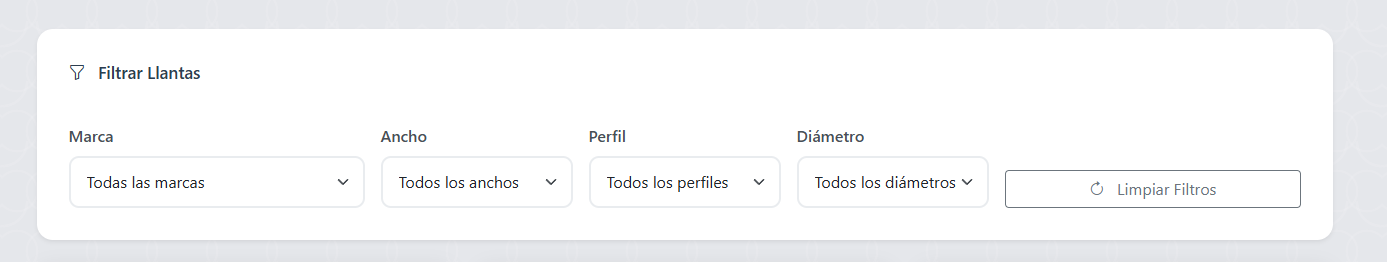 Filtrar Llantas
Marca
Ancho
Perfil
Diámetro
Todas las marcas
Todos los anchos
Todos los perfiles
Todos los diámetros
Limpiar Filtros